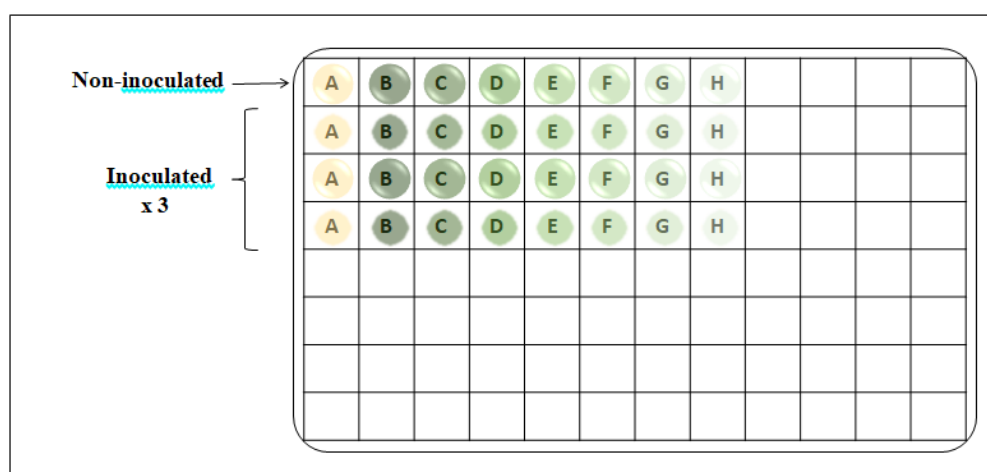 Non-inoculated
A B C D E F G H
A B C D E F G H
Inoculated
x 3
A B C D E F G H
A B C D E F G H